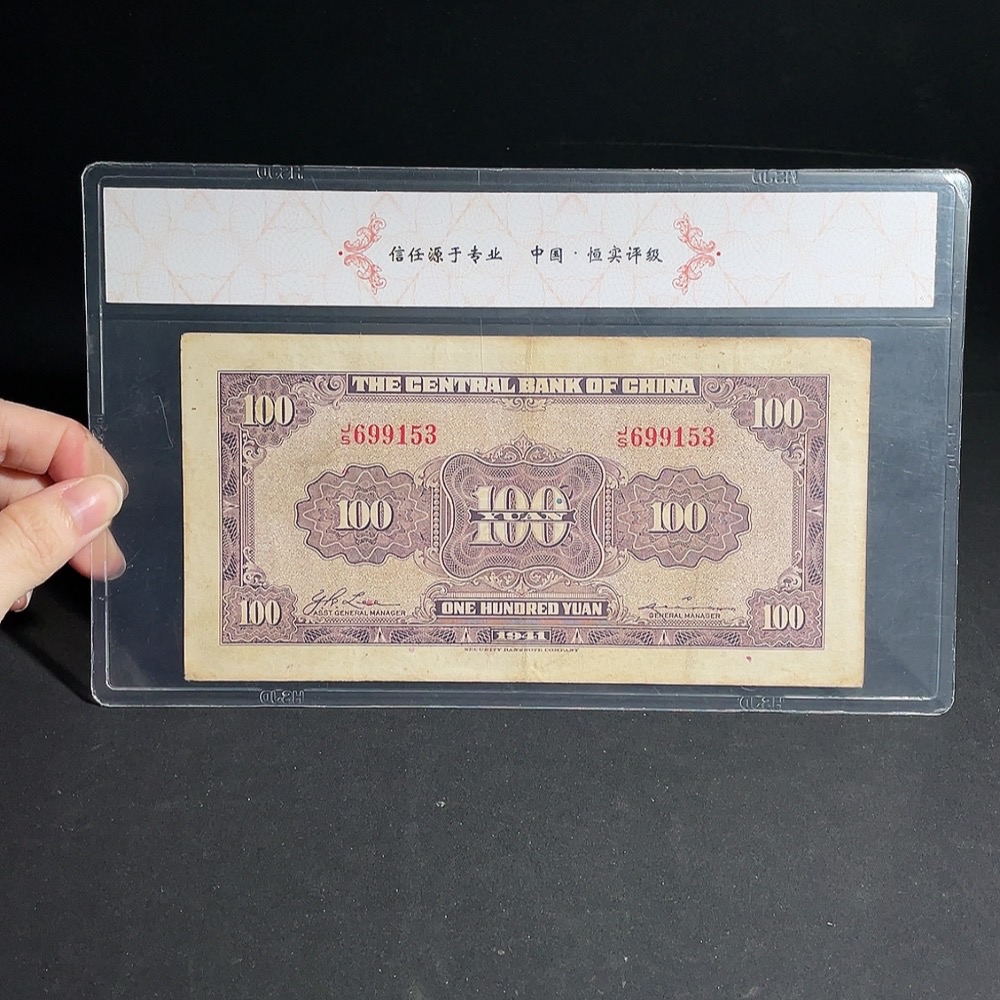 信任源于专业 中国·恒实评级
THE CENTRAL BANK OF CHINA
100 100
J/S 699153 J/S 699153
100 100 YUAN 100
100 ASST GENERAL MANAGER ONE HUNDRED YUAN GENERAL MANAGER 100
1941
SECURITY BANKNOTE COMPANY